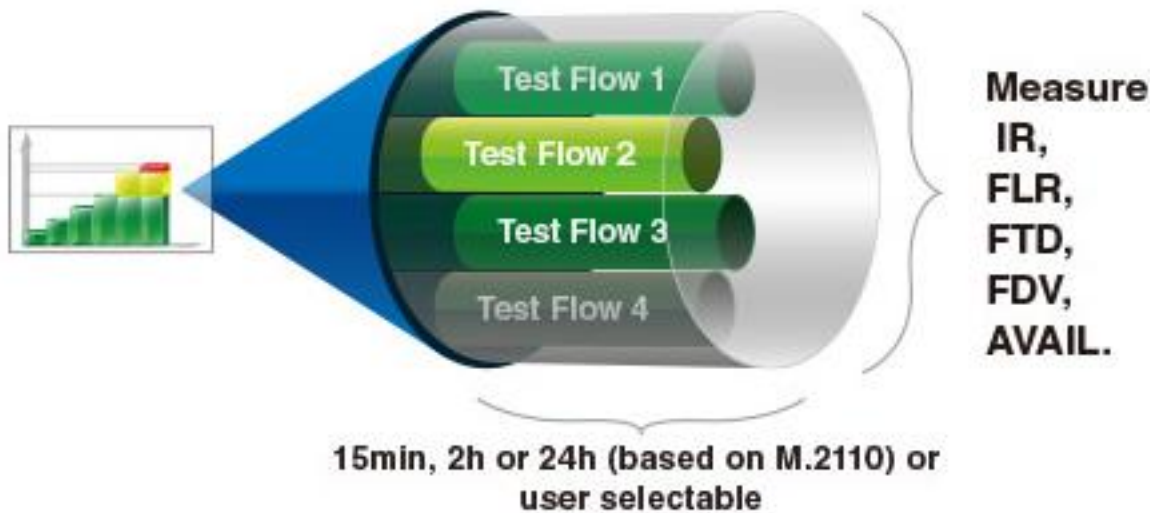 Test Flow 1
Test Flow 2
Test Flow 3
Test Flow 4
Measure
IR,
FLR,
FTD,
FDV,
AVAIL.
15min, 2h or 24h (based on M.2110) or
user selectable